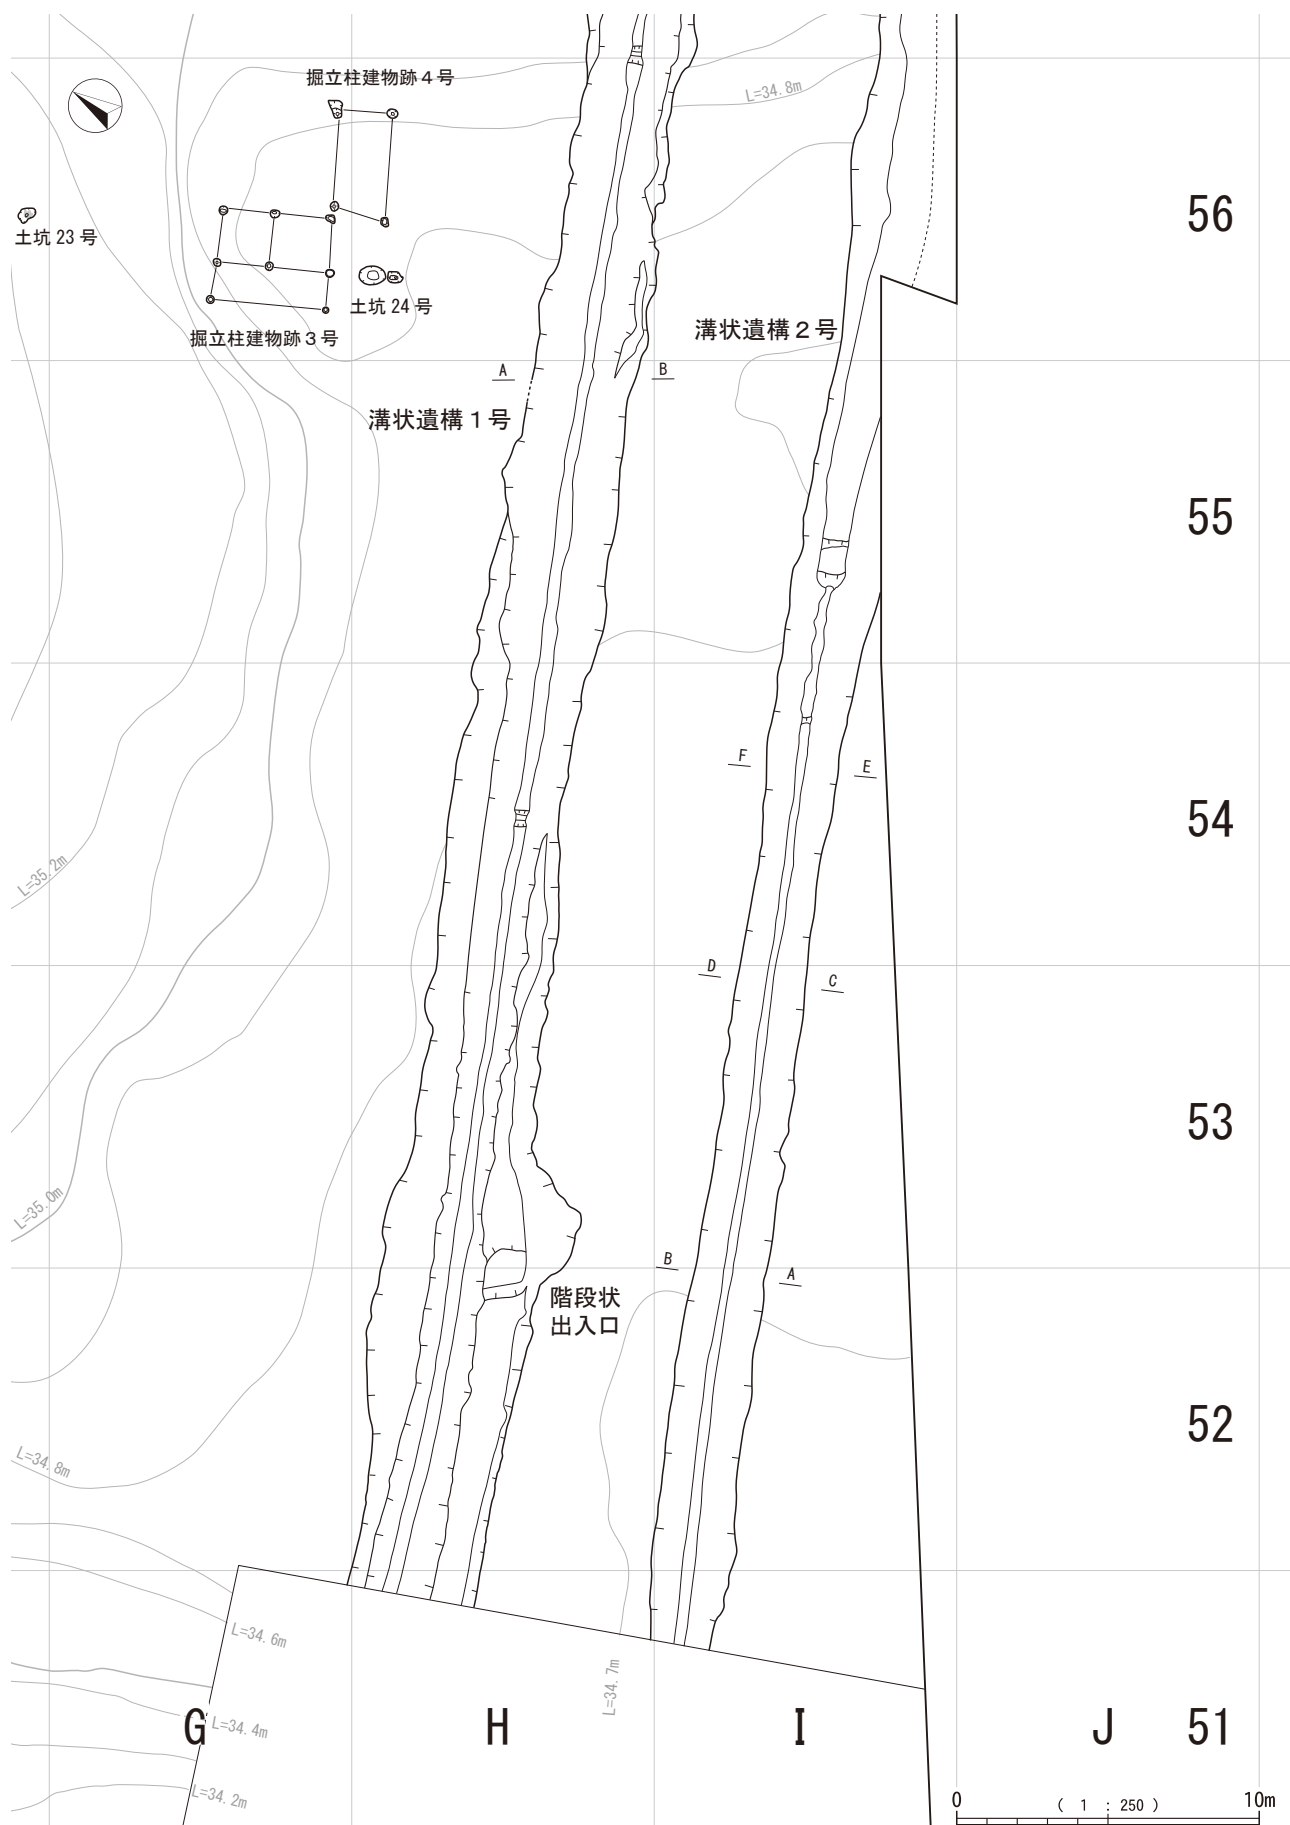 掘立柱建物跡４号
L=34.8m
56
土坑 23 号
土坑 24 号
掘立柱建物跡３号
溝状遺構２号
A
B
溝状遺構１号
55
F
E
54
L=35.2m
D
C
53
L=35.0m
B
A
階段状
出入口
52
L=34.8m
L=34.6m
L=34.7m
G
H
I
J
51
L=34.4m
L=34.2m
0
( 1 : 250 )
10m